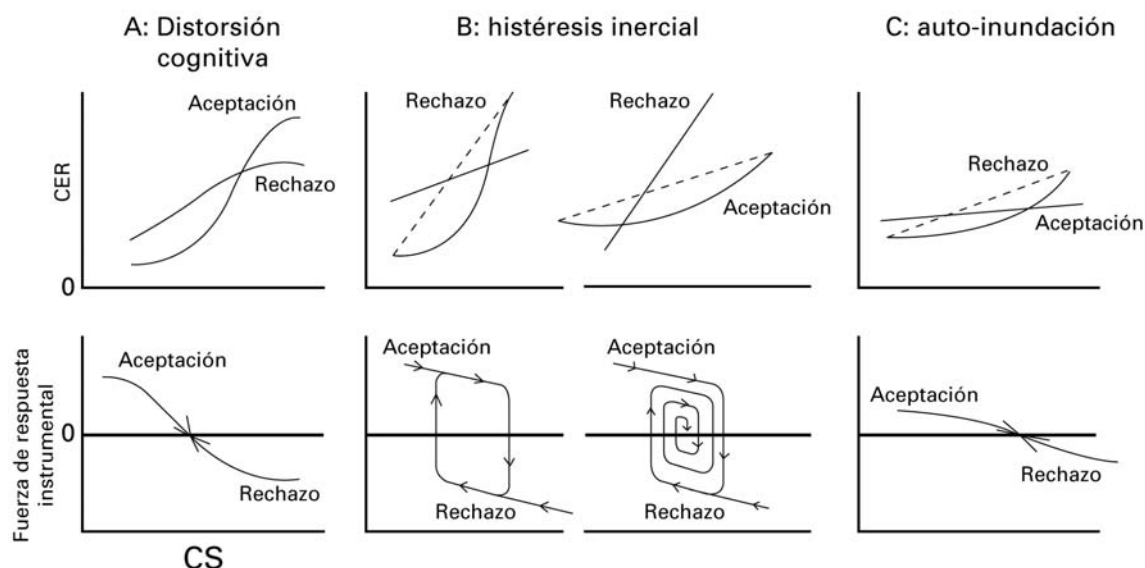 A: Distorsión
cognitiva
B: histéresis inercial
C: auto-inundación
CER
0
Aceptación
Rechazo
Rechazo
Rechazo
Aceptación
Rechazo
Aceptación
Fuerza de respuesta
instrumental
0
Aceptación
Rechazo
Aceptación
Rechazo
Aceptación
Rechazo
Aceptación
Rechazo
CS